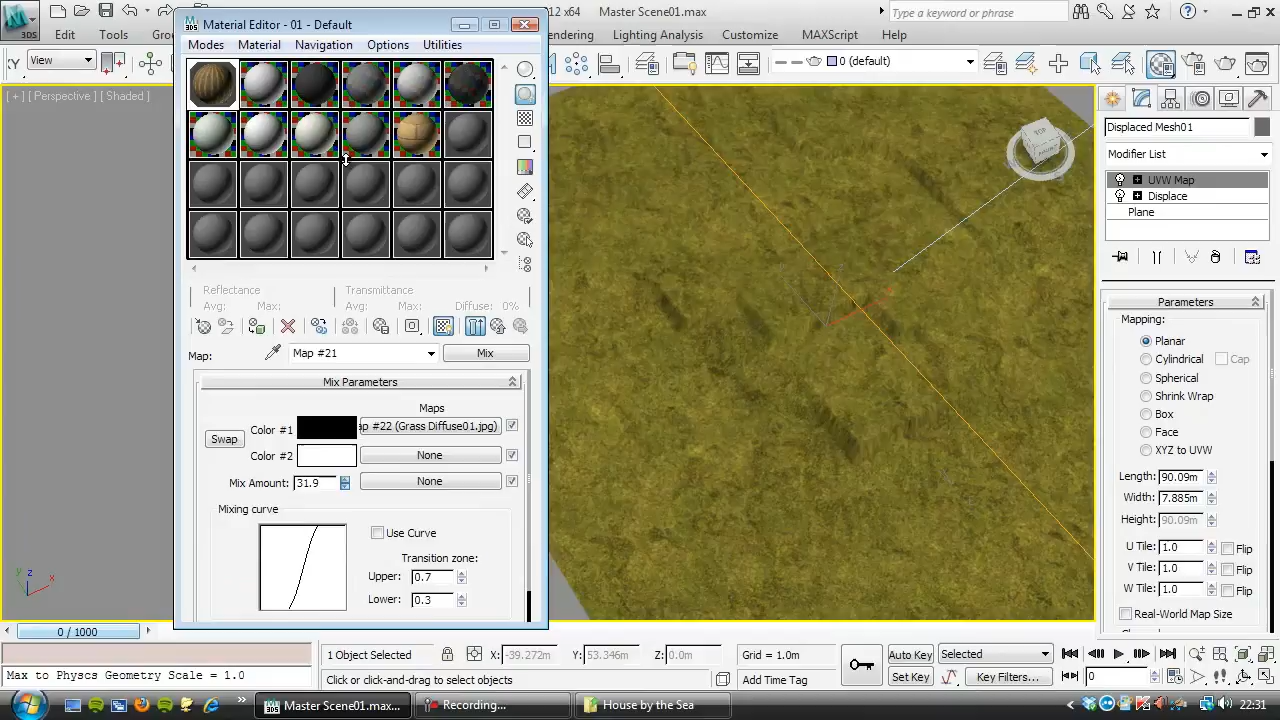 Material Editor - 01 - Default
12 x64 Master Scene01.max
Type a keyword or phrase
Edit Tools
Rendering Lighting Analysis Customize MAXScript Help
Modes Material Navigation Options Utilities
View
0 (default)
[ + ] [ Perspective ] [ Shaded ]
TOP
Displaced Mesh01
Modifier List
UVW Map
Displace
Plane
Reflectance Transmittance
Avg: Max: Avg: Max: Diffuse: 0%
Map: Map #21 Mix
Mix Parameters
Maps
Swap Color #1 ap #22 (Grass Diffuse01.jpg)
Color #2 None
Mix Amount: 31.9 None
Mixing curve
Use Curve
Transition zone:
Upper: 0.7
Lower: 0.3
Parameters
Mapping:
Planar
Cylindrical Cap
Spherical
Shrink Wrap
Box
Face
XYZ to UVW
Length: 90.09m
Width: 7.885m
Height: 90.09m
U Tile: 1.0 Flip
V Tile: 1.0 Flip
W Tile: 1.0 Flip
Real-World Map Size
y z x
0 / 1000
1 Object Selected X: -39.272m Y: 53.346m Z: 0.0m Grid = 1.0m Auto Key Selected
Max to Physcs Geometry Scale = 1.0 Click or click-and-drag to select objects Add Time Tag Set Key Key Filters... 0
Master Scene01.max... Recording... House by the Sea 22:31